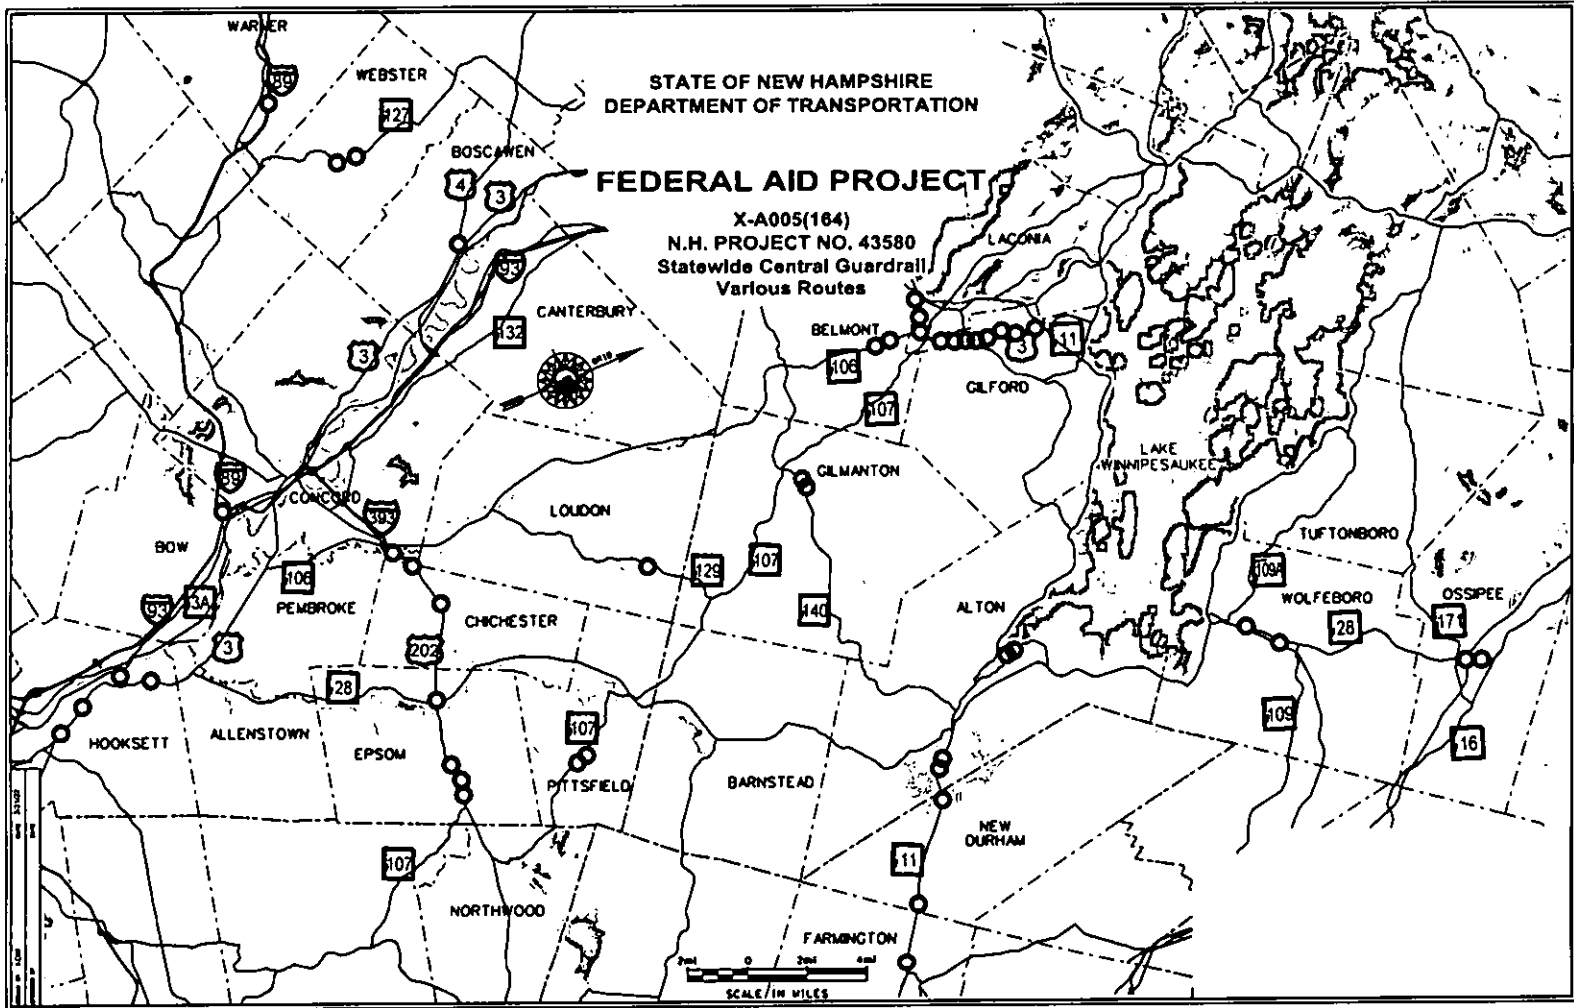 WARNER
89
WEBSTER
127
STATE OF NEW HAMPSHIRE
DEPARTMENT OF TRANSPORTATION
BOSCAWEN
4
3
FEDERAL AID PROJECT
X-A005(164)
N.H. PROJECT NO. 43580
Statewide Central Guardrail,
Various Routes
LACONIA
93
CANTERBURY
132
3
BELMONT
3
11
106
GILFORD
107
LAKE
WINNIPESAUKEE
GILMANTON
89
CONCORD
393
LOUDON
BOW
TUFTONBORO
106
129
107
109A
93
3A
PEMBROKE
CHICHESTER
140
ALTON
WOLFEBORO
OSSIPEE
28
171
3
202
28
107
109
16
HOOKSETT
ALLENSTOWN
EPSOM
PITTSFIELD
BARNSTEAD
NEW
DURHAM
107
11
NORTHWOOD
FARMINGTON
2mi 0 2mi 4mi
SCALE / IN MILES